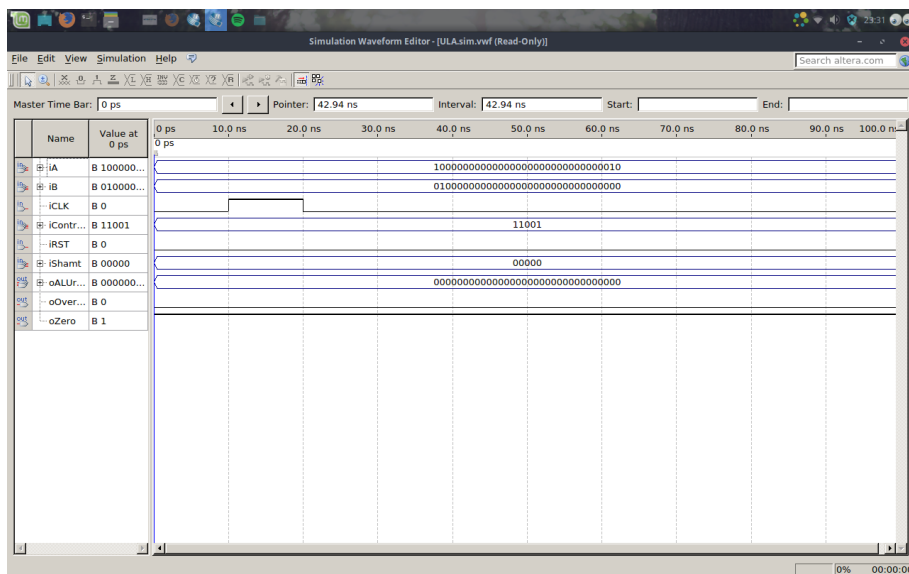 23:31
Simulation Waveform Editor - [ULA.sim.vwf (Read-Only)]
File Edit View Simulation Help
Search altera.com
Master Time Bar: 0 ps Pointer: 42.94 ns Interval: 42.94 ns Start: End:
Name Value at 0 ps 0 ps 10.0 ns 20.0 ns 30.0 ns 40.0 ns 50.0 ns 60.0 ns 70.0 ns 80.0 ns 90.0 ns 100.0 ns
0 ps
iA B 100000... 10000000000000000000000000000010
iB B 010000... 01000000000000000000000000000000
iCLK B 0
iContr... B 11001 11001
iRST B 0
iShamt B 00000 00000
oALUr... B 000000... 00000000000000000000000000000000
oOver... B 0
oZero B 1
0% 00:00:00